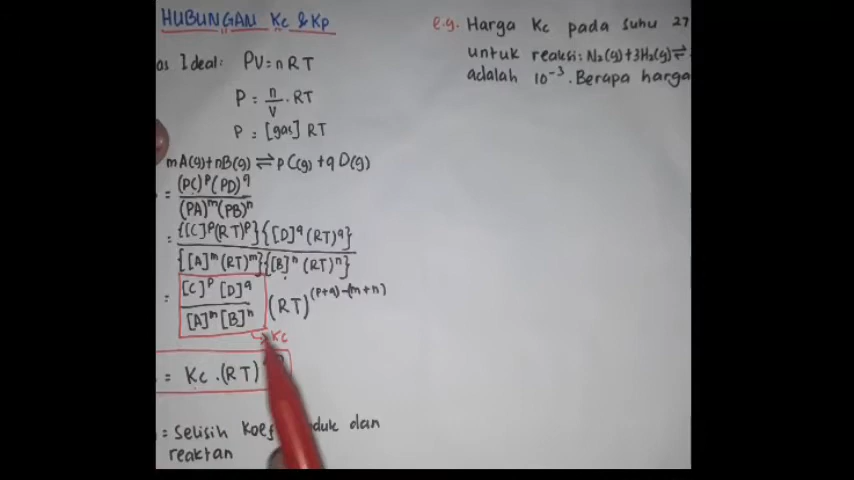 HUBUNGAN Kc & Kp
as Ideal: PV = nRT
P = n/V . RT
P = [gas] RT
mA(g)+nB(g) ⇌ pC(g) + qD(g)
= (PC)^p (PD)^q / (PA)^m (PB)^n
= {[C]^p (RT)^p}{[D]^q (RT)^q} / {[A]^m (RT)^m}{[B]^n (RT)^n}
= [C]^p [D]^q / [A]^m [B]^n (RT)^(p+q)-(m+n)
↳ Kc
= Kc . (RT)
= Selisih Koef duk dan
reaktan
e.g. Harga Kc pada suhu 27
untuk reaksi: N₂(g)+3H₂(g) ⇌
adalah 10⁻³. Berapa harga